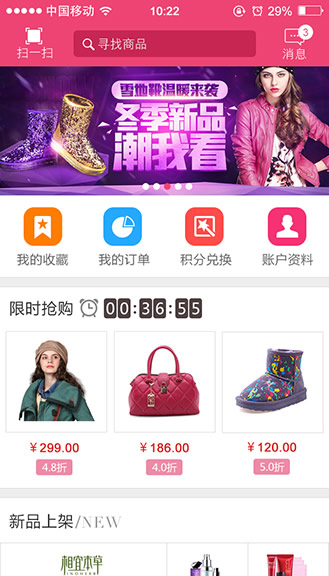 中国移动 10:22 29%
扫一扫 寻找商品 消息 3
雪地靴温暖来袭
冬季新品
潮我看
我的收藏 我的订单 积分兑换 账户资料
限时抢购 00:36:55
¥299.00 ¥186.00 ¥120.00
4.8折 4.0折 5.0折
新品上架/NEW
相宜本草
INOHERB